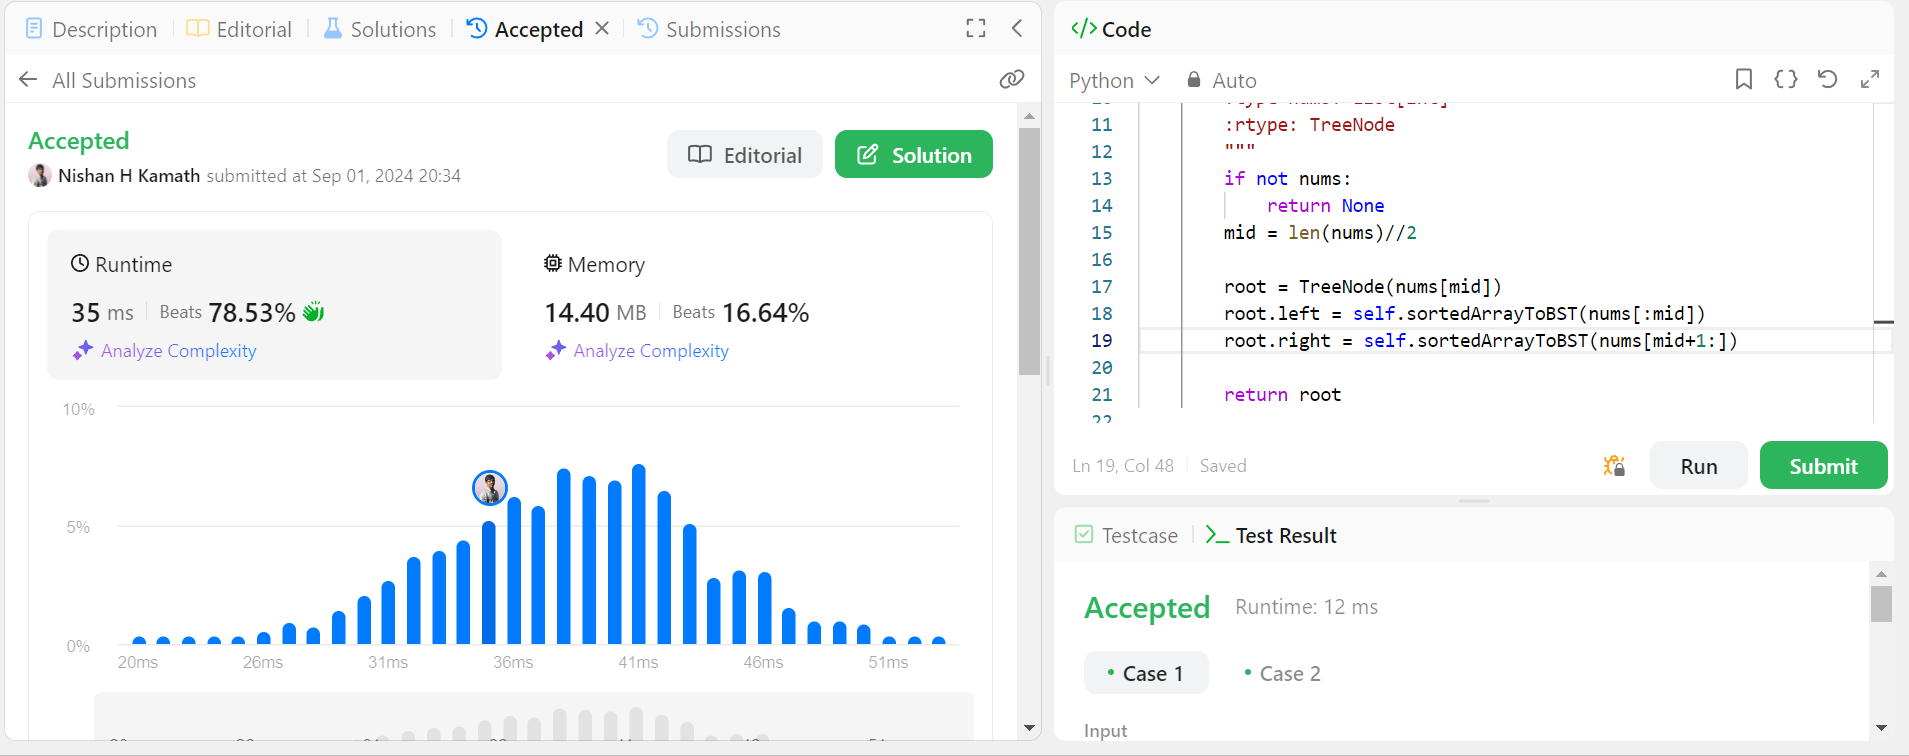 Description Editorial Solutions Accepted Submissions
All Submissions
Accepted
Nishan H Kamath submitted at Sep 01, 2024 20:34
Editorial
Solution
Runtime
35 ms Beats 78.53%
Analyze Complexity
Memory
14.40 MB Beats 16.64%
Analyze Complexity
10%
5%
0%
20ms 26ms 31ms 36ms 41ms 46ms 51ms
</> Code
Python Auto
11 :rtype: TreeNode
12 """
13 if not nums:
14 return None
15 mid = len(nums)//2
16
17 root = TreeNode(nums[mid])
18 root.left = self.sortedArrayToBST(nums[:mid])
19 root.right = self.sortedArrayToBST(nums[mid+1:])
20
21 return root
22
Ln 19, Col 48 Saved
Run Submit
Testcase Test Result
Accepted Runtime: 12 ms
• Case 1 • Case 2
Input